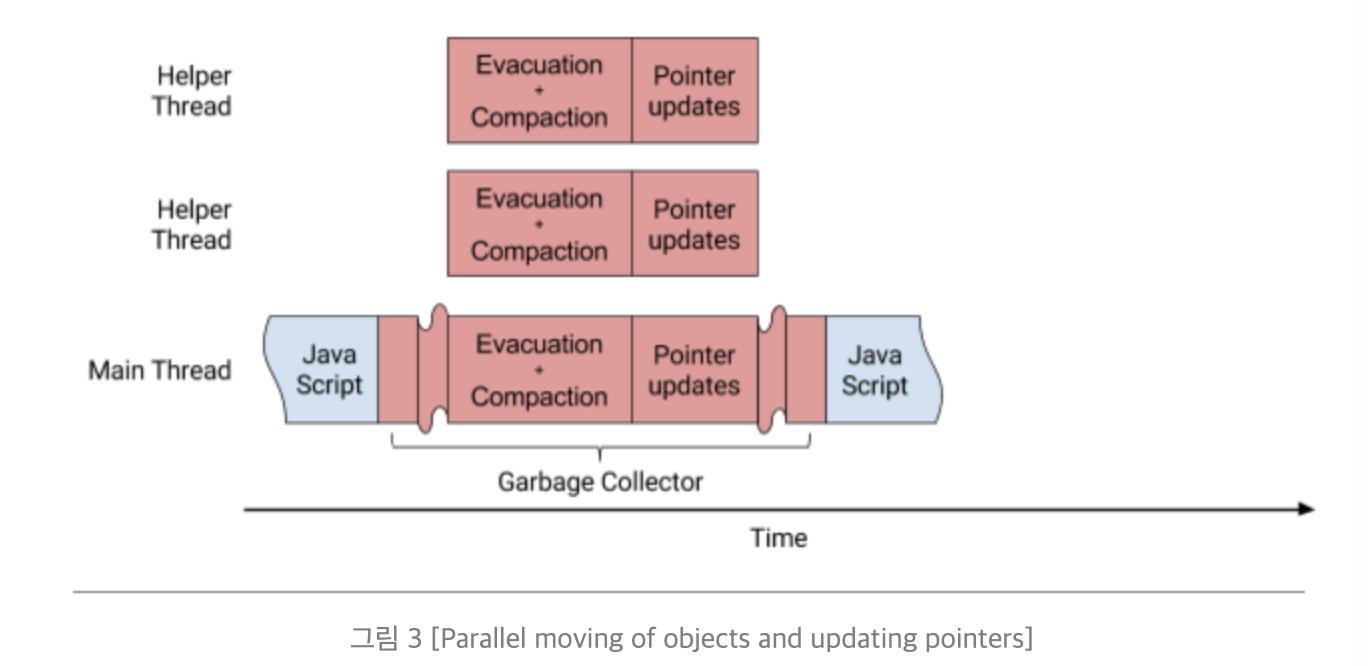 Helper
Thread
Evacuation
+
Compaction
Pointer
updates
Helper
Thread
Evacuation
+
Compaction
Pointer
updates
Main Thread
Java
Script
Evacuation
+
Compaction
Pointer
updates
Java
Script
Garbage Collector
Time
그림 3 [Parallel moving of objects and updating pointers]